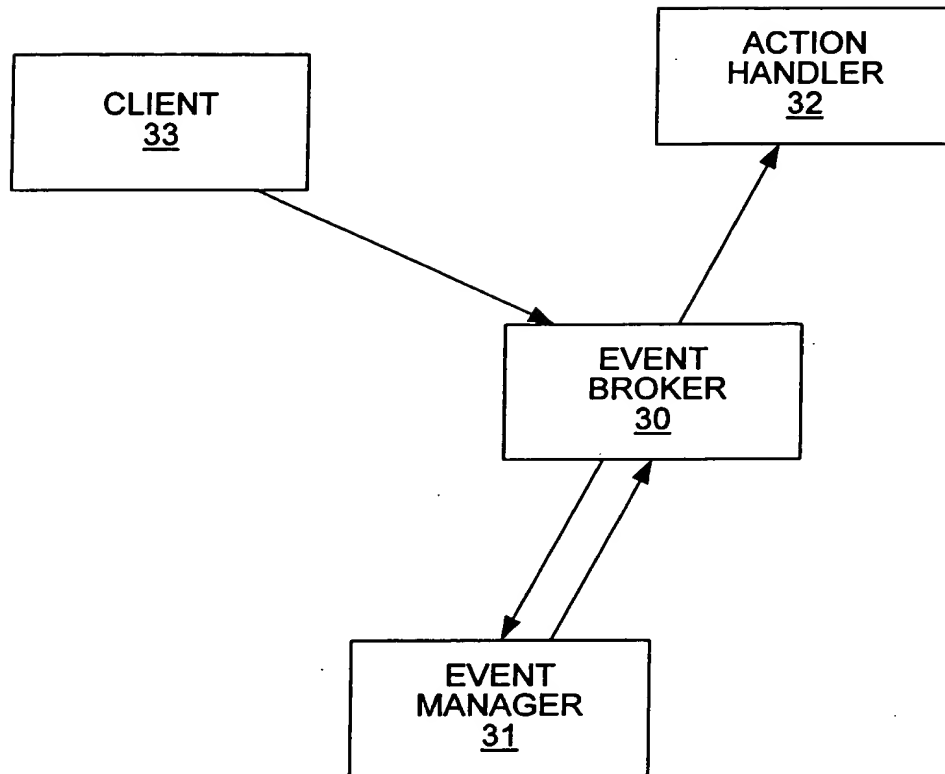 ACTION
HANDLER
32
CLIENT
33
EVENT
BROKER
30
EVENT
MANAGER
31